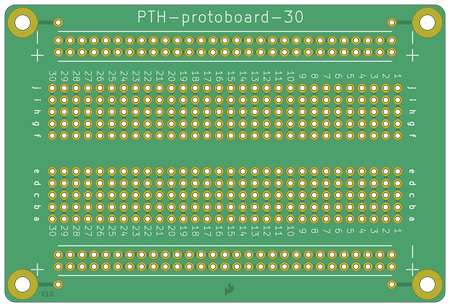 PTH-protoboard-30
− −
+ +
30 29 28 27 26 25 24 23 22 21 20 19 18 17 16 15 14 13 12 11 10 9 8 7 6 5 4 3 2 1
j j
i i
h h
g g
f f
e e
d d
c c
b b
a a
30 29 28 27 26 25 24 23 22 21 20 19 18 17 16 15 14 13 12 11 10 9 8 7 6 5 4 3 2 1
− −
+ +